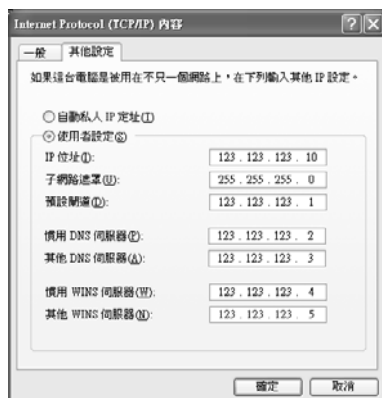 Internet Protocol (TCP/IP) 內容
一般 其他設定
如果這台電腦是被用在不只一個網路上，在下列輸入其他 IP 設定。
自動私人 IP 定址(T)
使用者設定(S)
IP 位址(I): 123 . 123 . 123 . 10
子網路遮罩(U): 255 . 255 . 255 . 0
預設閘道(D): 123 . 123 . 123 . 1
慣用 DNS 伺服器(P): 123 . 123 . 123 . 2
其他 DNS 伺服器(A): 123 . 123 . 123 . 3
慣用 WINS 伺服器(W): 123 . 123 . 123 . 4
其他 WINS 伺服器(N): 123 . 123 . 123 . 5
確定 取消